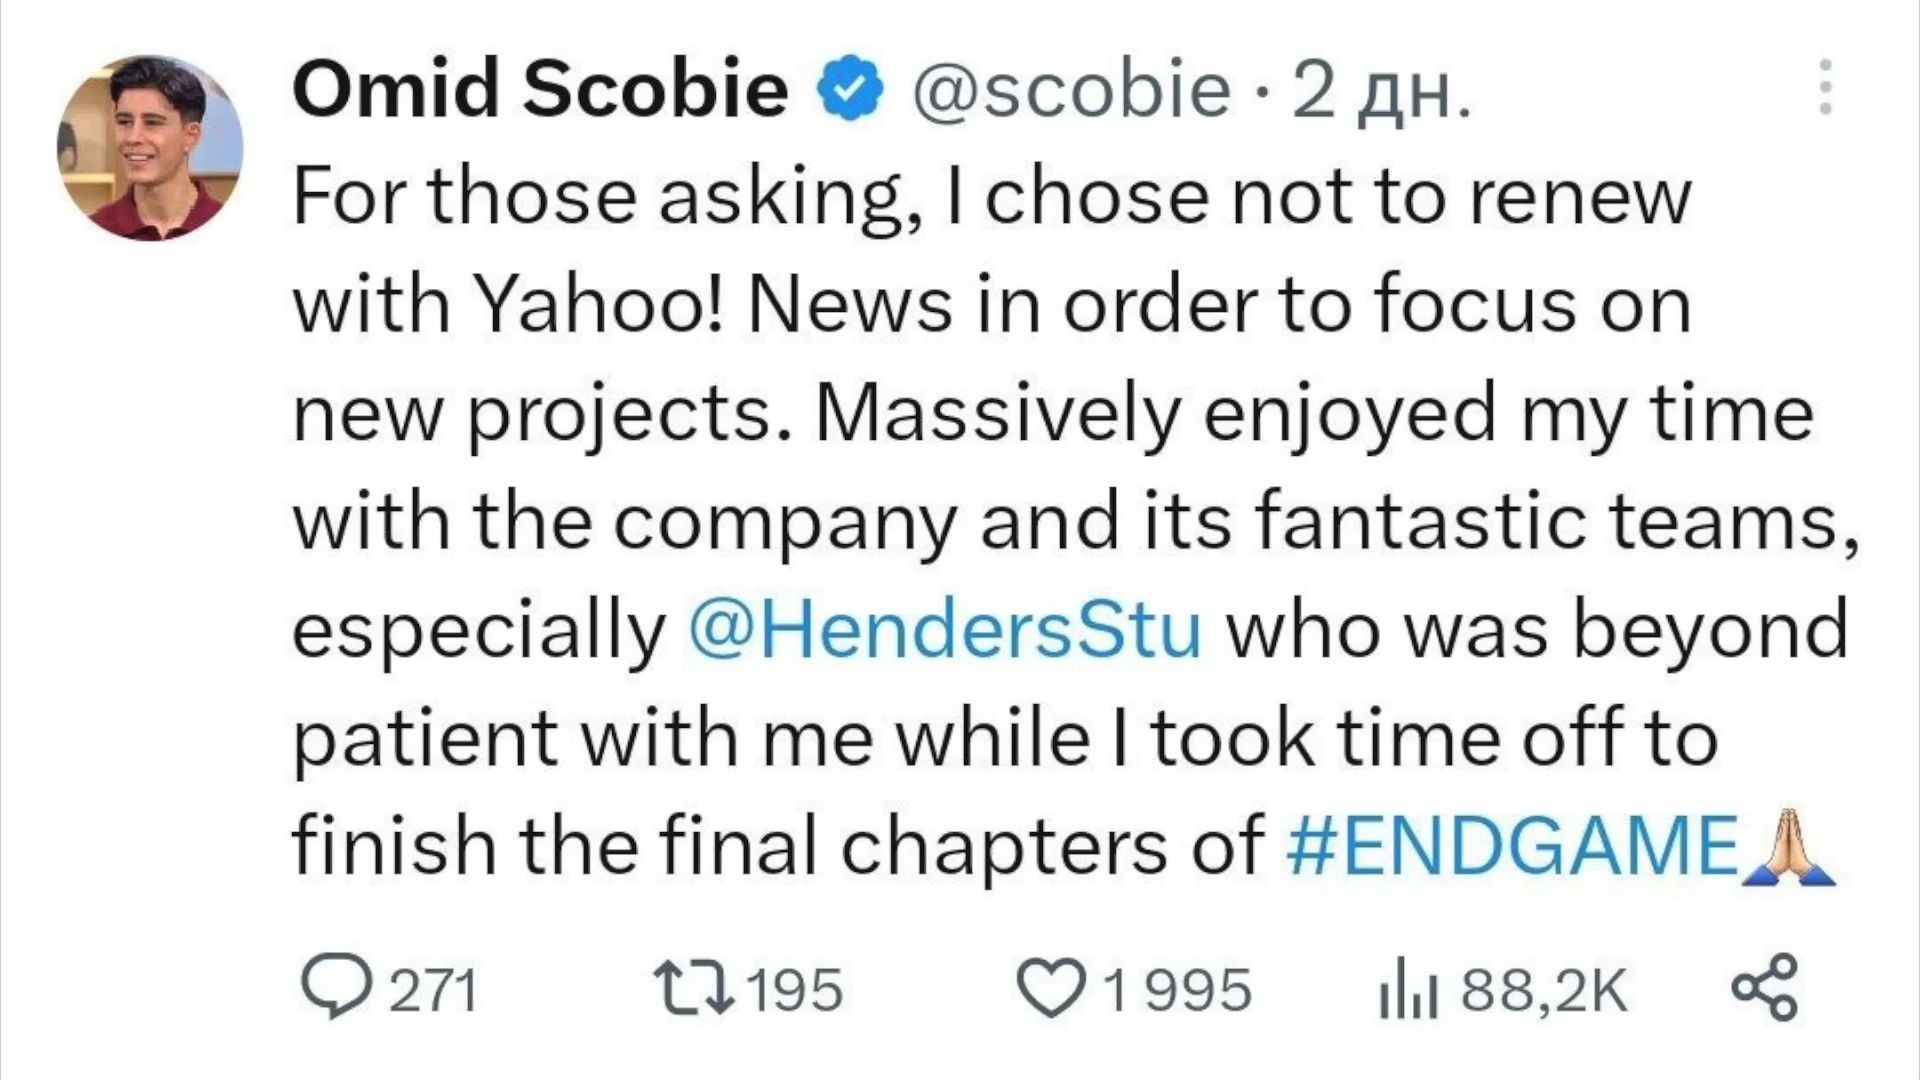 Omid Scobie @scobie · 2 дн.
For those asking, I chose not to renew
with Yahoo! News in order to focus on
new projects. Massively enjoyed my time
with the company and its fantastic teams,
especially @HendersStu who was beyond
patient with me while I took time off to
finish the final chapters of #ENDGAME🙏🏼
271 195 1 995 88,2K